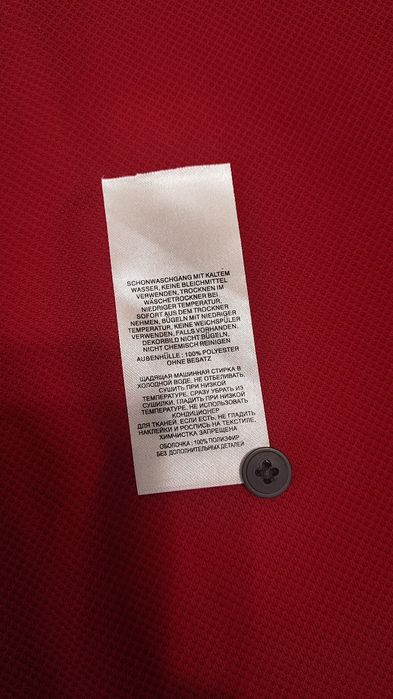 SCHONWASCHGANG MIT KALTEM
WASSER, KEINE BLEICHMITTEL
VERWENDEN, TROCKNEN IM
WÄSCHETROCKNER BEI
NIEDRIGER TEMPERATUR,
SOFORT AUS DEM TROCKNER
NEHMEN, BÜGELN MIT NIEDRIGER
TEMPERATUR, KEINE WEICHSPÜLER
VERWENDEN, FALLS VORHANDEN,
DEKORBILD NICHT BÜGELN,
NICHT CHEMISCH REINIGEN
AUßENHÜLLE : 100% POLYESTER
OHNE BESATZ
ЩАДЯЩАЯ МАШИННАЯ СТИРКА В
ХОЛОДНОЙ ВОДЕ, НЕ ОТБЕЛИВАТЬ
СУШИТЬ ПРИ НИЗКОЙ
ТЕМПЕРАТУРЕ. СРАЗУ УБРАТЬ ИЗ
СУШИЛКИ, ГЛАДИТЬ ПРИ НИЗКОЙ
ТЕМПЕРАТУРЕ, НЕ ИСПОЛЬЗОВАТЬ
КОНДИЦИОНЕР
ДЛЯ ТКАНЕЙ, ЕСЛИ ЕСТЬ, НЕ ГЛАДИТЬ
НАКЛЕЙКИ И РОСПИСЬ НА ТЕКСТИЛЕ,
ХИМЧИСТКА ЗАПРЕЩЕНА
ОБОЛОЧКА : 100% ПОЛИЭФИР
БЕЗ ДОПОЛНИТЕЛЬНЫХ ДЕТАЛЕЙ